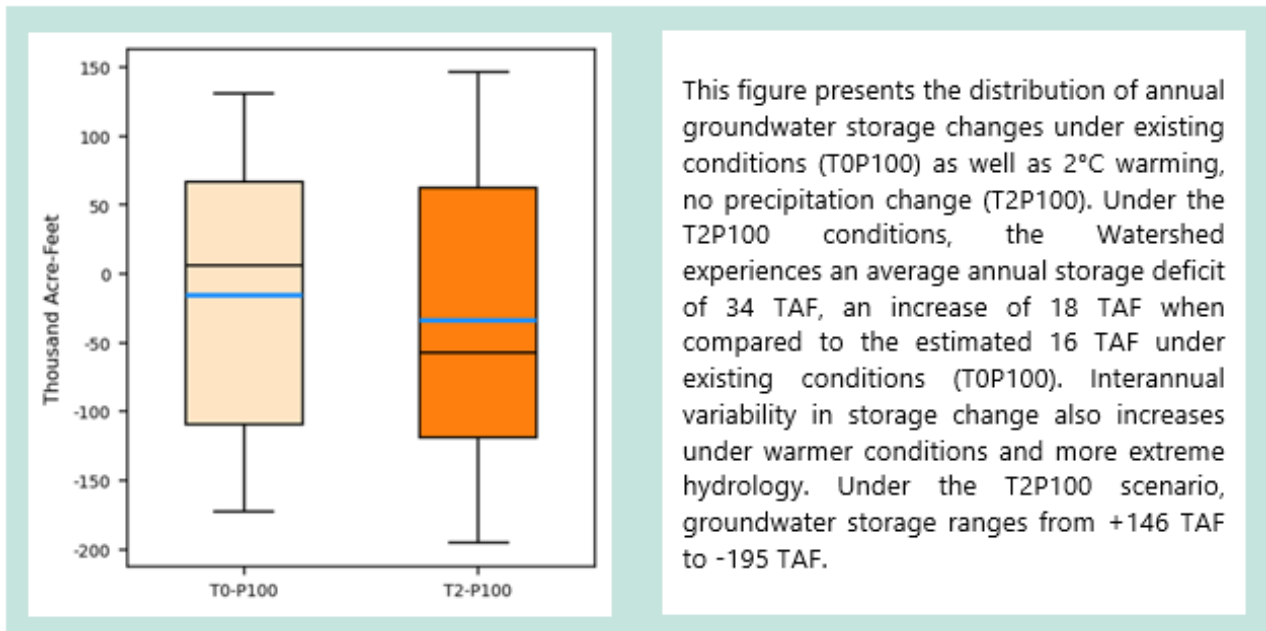 150
100
50
0
-50
-100
-150
-200
Thousand Acre-Feet
T0-P100
T2-P100
This figure presents the distribution of annual
groundwater storage changes under existing
conditions (T0P100) as well as 2°C warming,
no precipitation change (T2P100). Under the
T2P100 conditions, the Watershed
experiences an average annual storage deficit
of 34 TAF, an increase of 18 TAF when
compared to the estimated 16 TAF under
existing conditions (T0P100). Interannual
variability in storage change also increases
under warmer conditions and more extreme
hydrology. Under the T2P100 scenario,
groundwater storage ranges from +146 TAF
to -195 TAF.